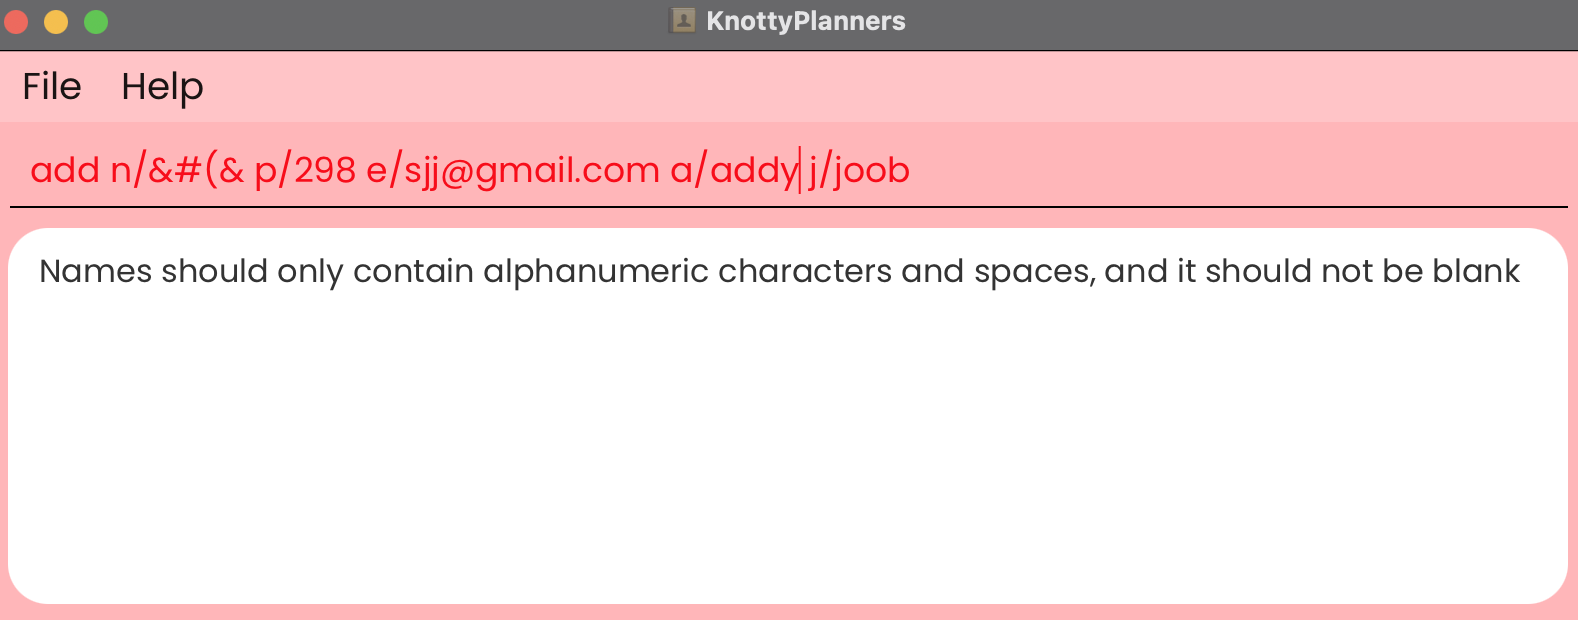 KnottyPlanners
File Help
add n/&#(& p/298 e/sjj@gmail.com a/addy j/joob
Names should only contain alphanumeric characters and spaces, and it should not be blank